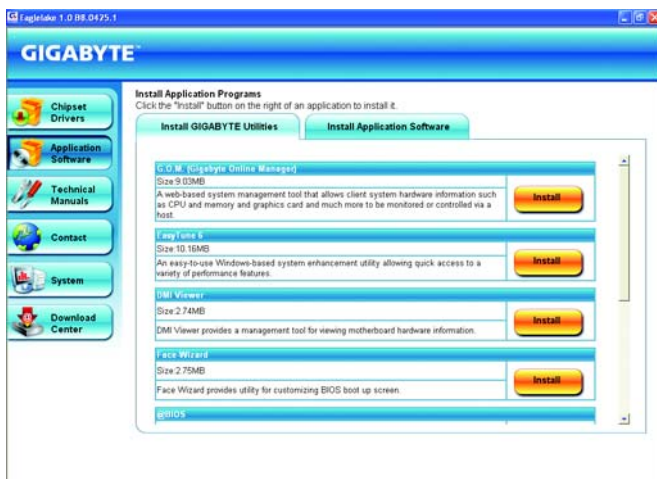 Eaglelake 1.0 B8.0425.1
GIGABYTE™
Chipset
Drivers
Application
Software
Technical
Manuals
Contact
System
Download
Center
Install Application Programs
Click the "Install" button on the right of an application to install it.
Install GIGABYTE Utilities
Install Application Software
G.O.M. (Gigabyte Online Manager)
Size:9.03MB
A web-based system management tool that allows client system hardware information such
as CPU and memory and graphics card and much more to be monitored or controlled via a
host.
Install
EasyTune 6
Size:10.16MB
An easy-to-use Windows-based system enhancement utility allowing quick access to a
variety of performance features.
Install
DMI Viewer
Size:2.74MB
DMI Viewer provides a management tool for viewing motherboard hardware information.
Install
Face Wizard
Size:2.75MB
Face Wizard provides utility for customizing BIOS boot up screen.
Install
@BIOS